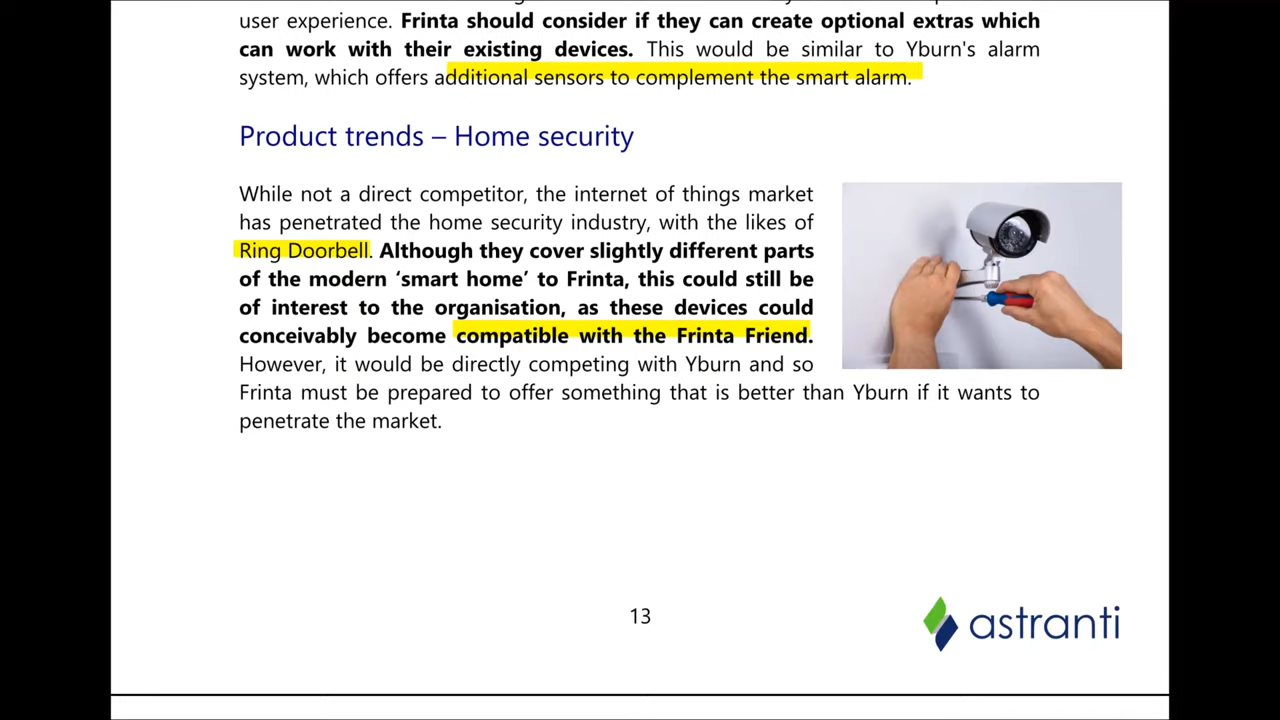 user experience. Frinta should consider if they can create optional extras which
can work with their existing devices. This would be similar to Yburn's alarm
system, which offers additional sensors to complement the smart alarm.
Product trends – Home security
While not a direct competitor, the internet of things market
has penetrated the home security industry, with the likes of
Ring Doorbell. Although they cover slightly different parts
of the modern ‘smart home’ to Frinta, this could still be
of interest to the organisation, as these devices could
conceivably become compatible with the Frinta Friend.
However, it would be directly competing with Yburn and so
Frinta must be prepared to offer something that is better than Yburn if it wants to
penetrate the market.
13
astranti